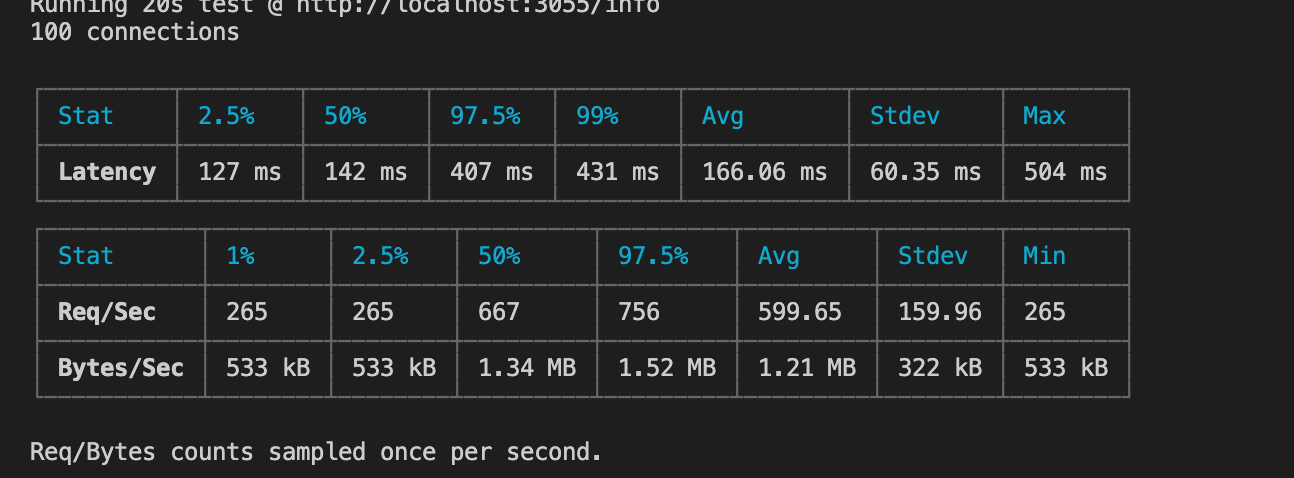 Running 20s test @ http://localhost:3055/info
100 connections
Stat 2.5% 50% 97.5% 99% Avg Stdev Max
Latency 127 ms 142 ms 407 ms 431 ms 166.06 ms 60.35 ms 504 ms
Stat 1% 2.5% 50% 97.5% Avg Stdev Min
Req/Sec 265 265 667 756 599.65 159.96 265
Bytes/Sec 533 kB 533 kB 1.34 MB 1.52 MB 1.21 MB 322 kB 533 kB
Req/Bytes counts sampled once per second.